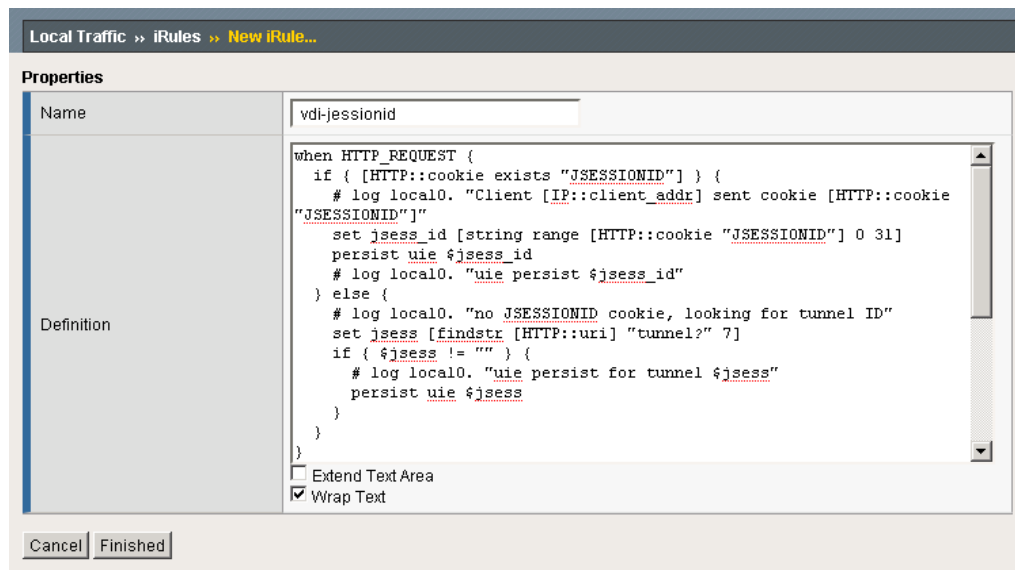 Local Traffic » iRules » New iRule...
Properties
Name
vdi-jessionid
Definition
when HTTP_REQUEST {
if { [HTTP::cookie exists "JSESSIONID"] } {
# log local0. "Client [IP::client_addr] sent cookie [HTTP::cookie
"JSESSIONID"]"
set jsess_id [string range [HTTP::cookie "JSESSIONID"] 0 31]
persist uie $jsess_id
# log local0. "uie persist $jsess_id"
} else {
# log local0. "no JSESSIONID cookie, looking for tunnel ID"
set jsess [findstr [HTTP::uri] "tunnel?" 7]
if { $jsess != "" } {
# log local0. "uie persist for tunnel $jsess"
persist uie $jsess
}
}
}
Extend Text Area
Wrap Text
Cancel Finished